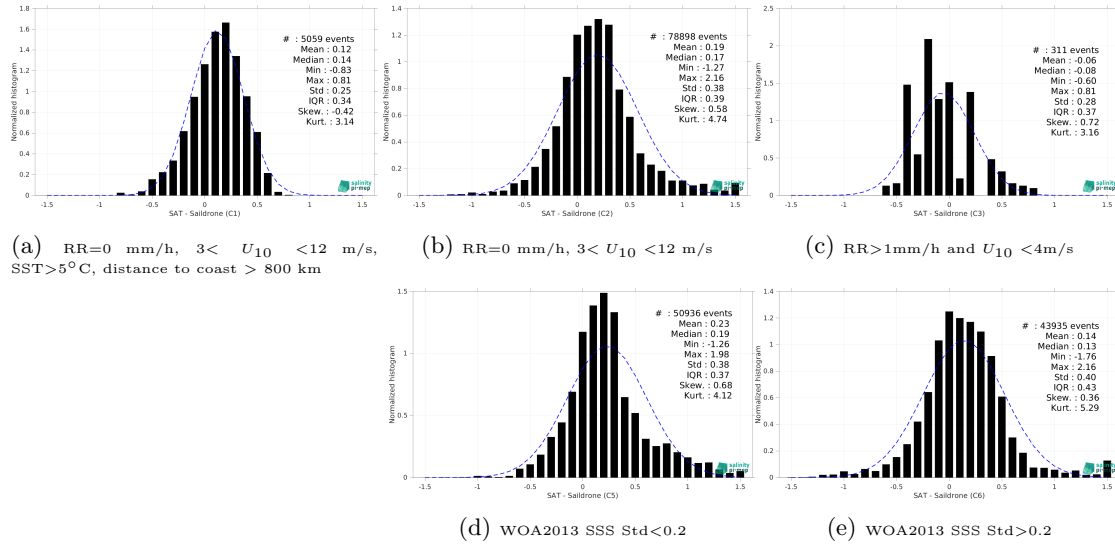 1.8
1.6
1.4
1.2
1
0.8
0.6
0.4
0.2
0
Normalized histogram
-1.5 -1 -0.5 0 0.5 1 1.5
SAT - Saildrone (C1)
# : 5059 events
Mean : 0.12
Median : 0.14
Min : -0.83
Max : 0.81
Std : 0.25
IQR : 0.34
Skew. : -0.42
Kurt. : 3.14
salinity
pi-mep
(a) RR=0 mm/h, 3< U10 <12 m/s,
SST>5°C, distance to coast > 800 km
1.4
1.2
1
0.8
0.6
0.4
0.2
0
Normalized histogram
-1.5 -1 -0.5 0 0.5 1 1.5
SAT - Saildrone (C2)
# : 78898 events
Mean : 0.19
Median : 0.17
Min : -1.27
Max : 2.16
Std : 0.38
IQR : 0.39
Skew. : 0.58
Kurt. : 4.74
salinity
pi-mep
(b) RR=0 mm/h, 3< U10 <12 m/s
2.5
2
1.5
1
0.5
0
Normalized histogram
-1.5 -1 -0.5 0 0.5 1 1.5
SAT - Saildrone (C3)
# : 311 events
Mean : -0.06
Median : -0.08
Min : -0.60
Max : 0.81
Std : 0.28
IQR : 0.37
Skew. : 0.72
Kurt. : 3.16
salinity
pi-mep
(c) RR>1mm/h and U10 <4m/s
1.5
1
0.5
0
Normalized histogram
-1.5 -1 -0.5 0 0.5 1 1.5
SAT - Saildrone (C5)
# : 50936 events
Mean : 0.23
Median : 0.19
Min : -1.26
Max : 1.98
Std : 0.38
IQR : 0.37
Skew. : 0.68
Kurt. : 4.12
salinity
pi-mep
(d) WOA2013 SSS Std<0.2
1.4
1.2
1
0.8
0.6
0.4
0.2
0
Normalized histogram
-1.5 -1 -0.5 0 0.5 1 1.5
SAT - Saildrone (C6)
# : 43935 events
Mean : 0.14
Median : 0.13
Min : -1.76
Max : 2.16
Std : 0.40
IQR : 0.43
Skew. : 0.36
Kurt. : 5.29
salinity
pi-mep
(e) WOA2013 SSS Std>0.2